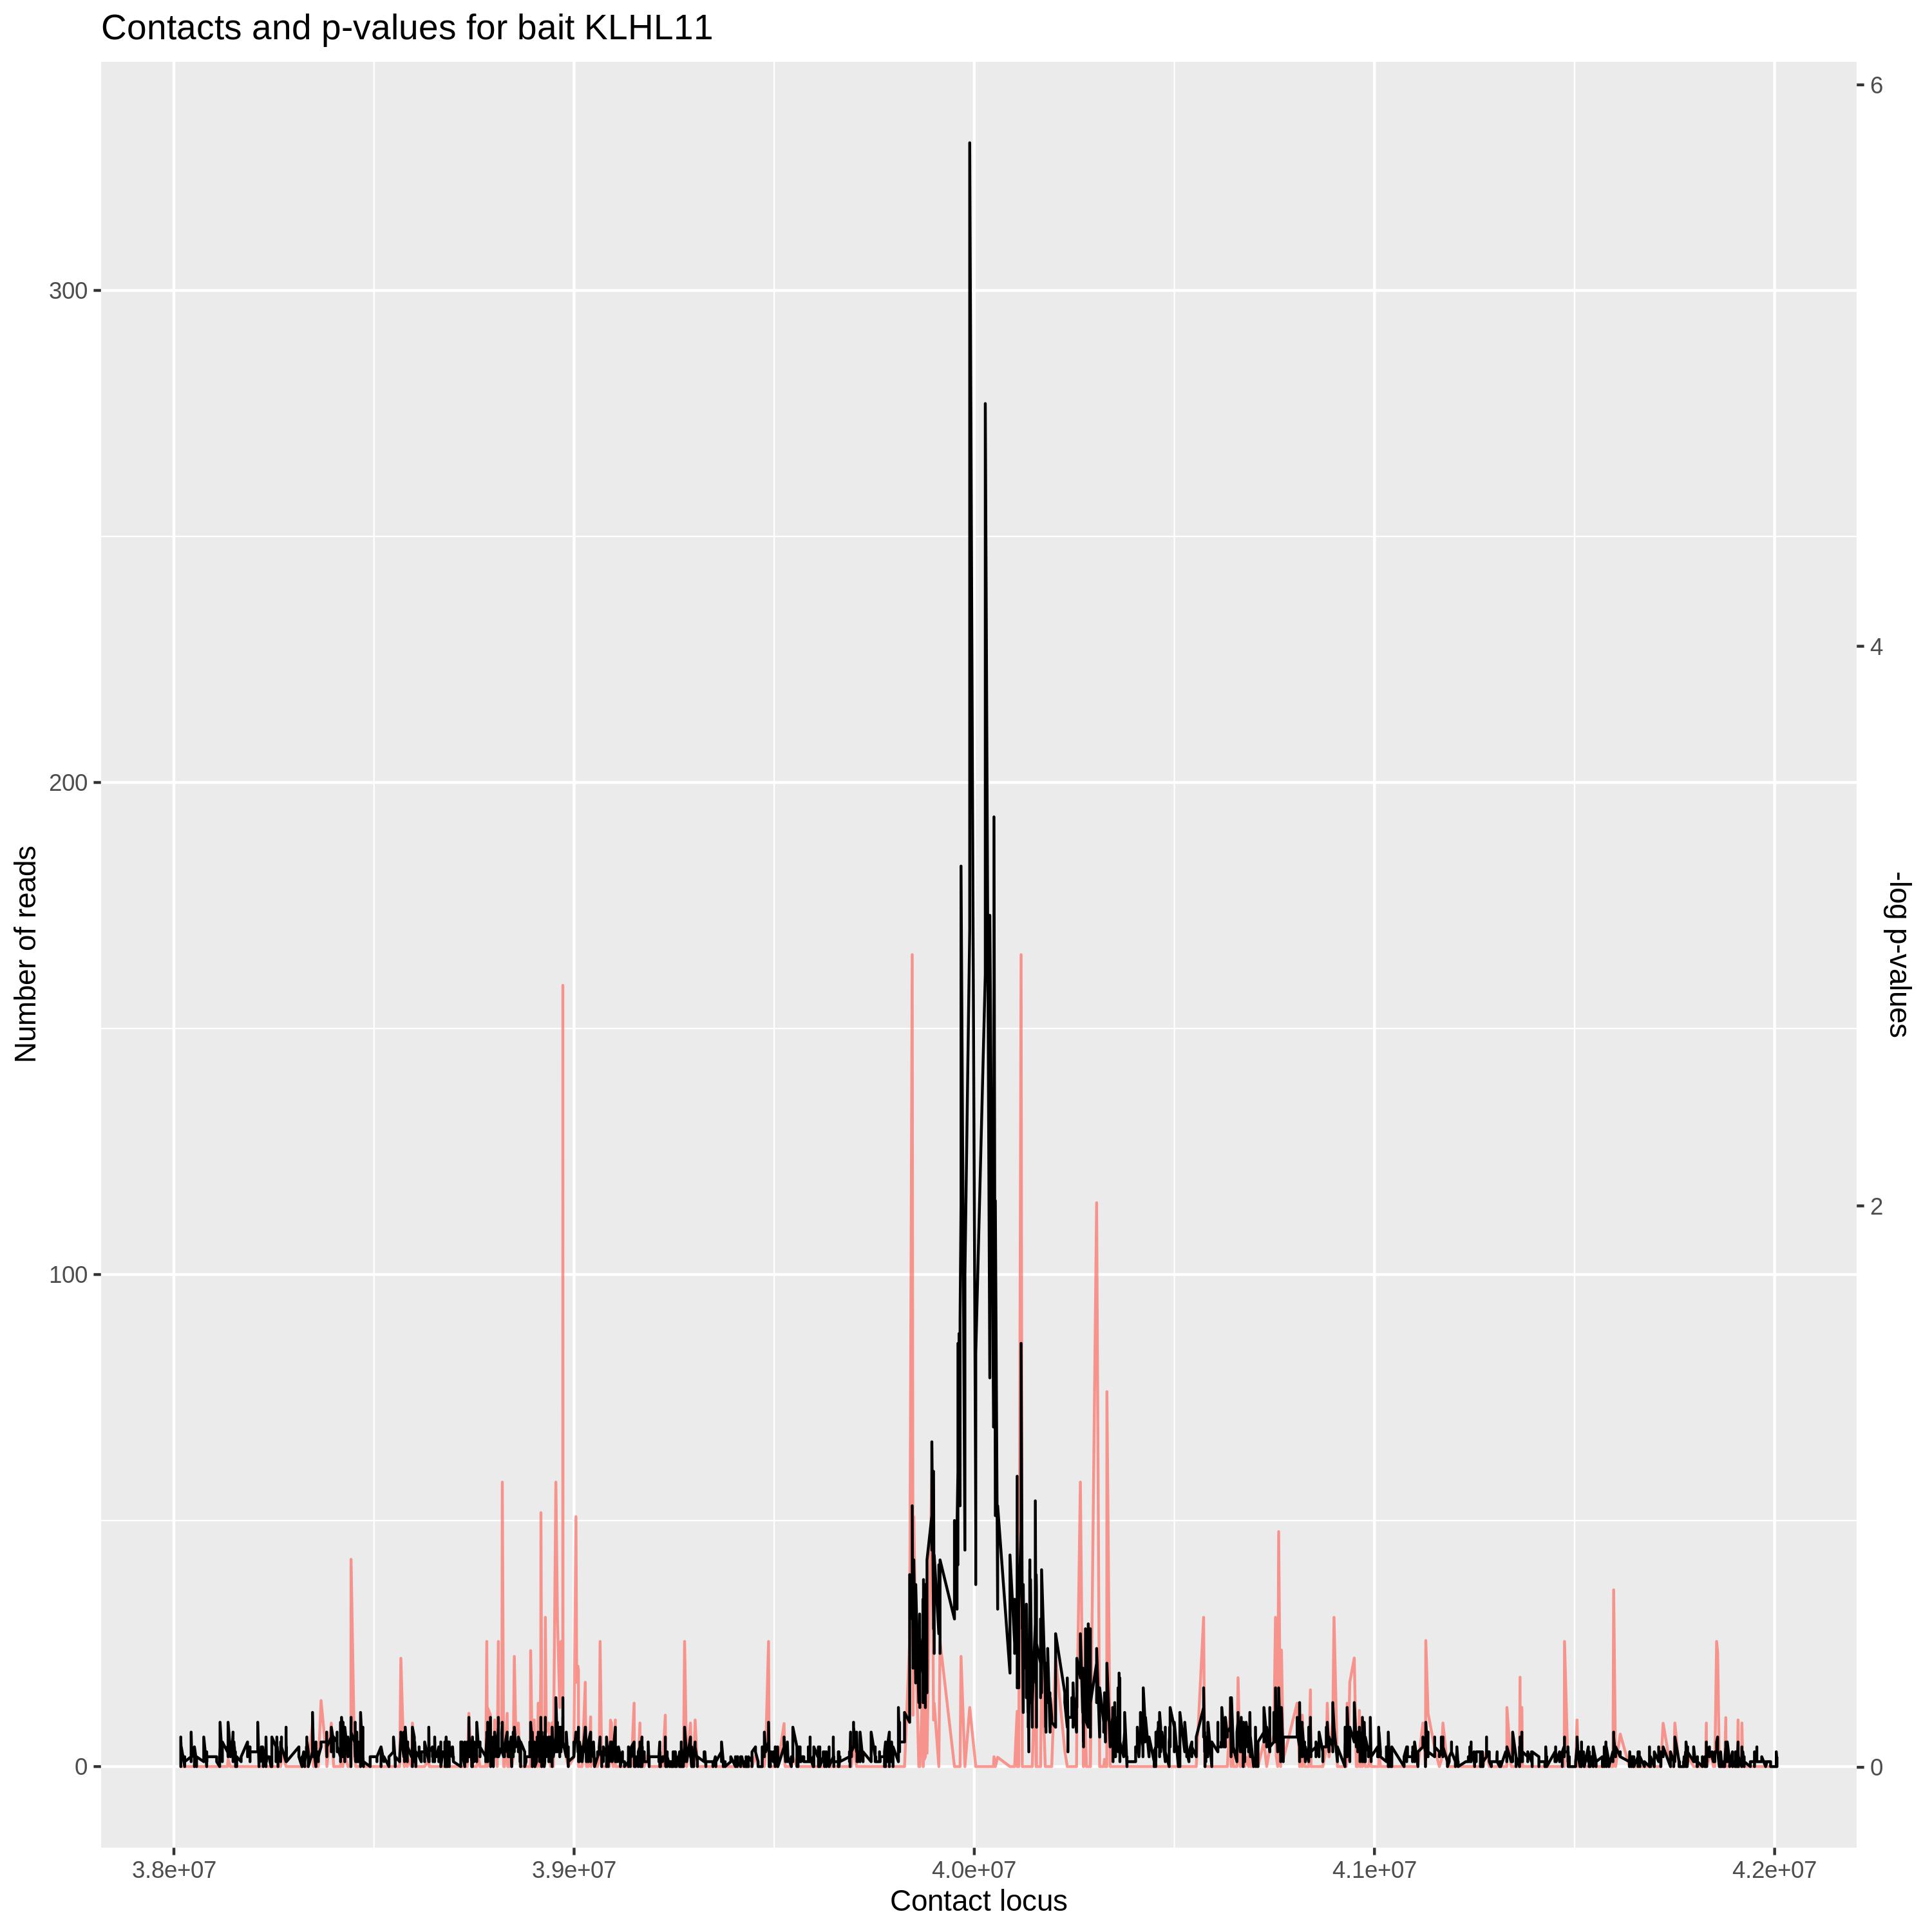 Contacts and p-values for bait KLHL11
6
300
4
200
Number of reads
-log p-values
2
100
0
0
3.8e+07
3.9e+07
4.0e+07
4.1e+07
4.2e+07
Contact locus